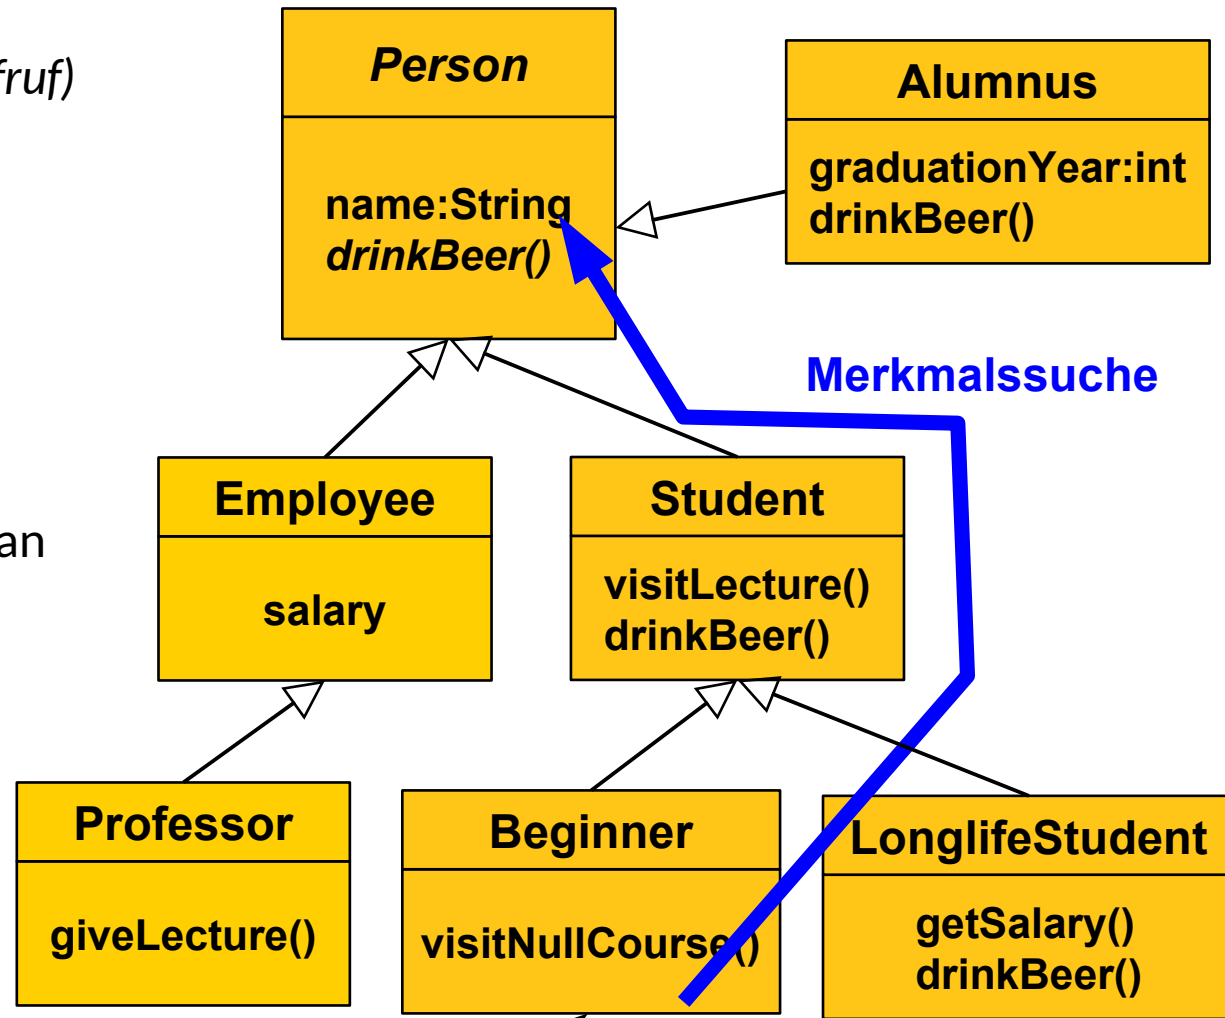 fruf)
Person
name:String
drinkBeer()
Alumnus
graduationYear:int
drinkBeer()
Merkmalssuche
an
Employee
salary
Student
visitLecture()
drinkBeer()
Professor
giveLecture()
Beginner
visitNullCourse()
LonglifeStudent
getSalary()
drinkBeer()